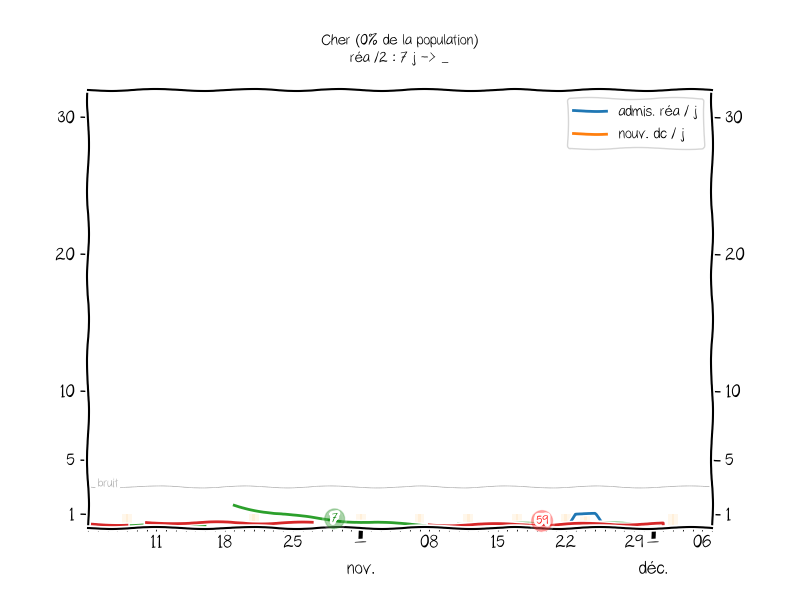 Cher (0% de la population)
réa /2 : 7 j -> _
admis. réa / j
nouv. dc / j
30 30
20 20
10 10
5 5
bruit
1 1
7 59
11 18 25 08 15 22 29 06
nov. déc.